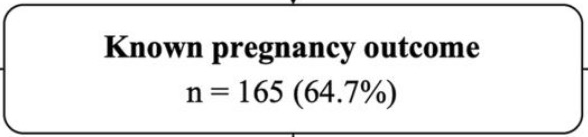 Known pregnancy outcome
n = 165 (64.7%)